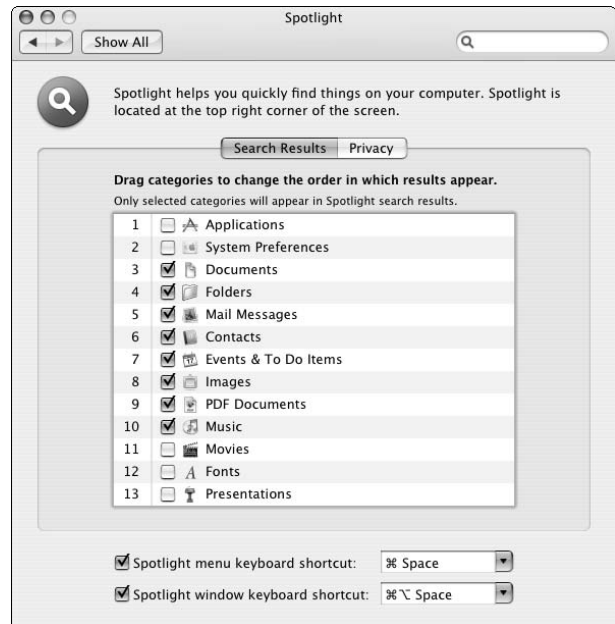 Spotlight
Show All
Spotlight helps you quickly find things on your computer. Spotlight is
located at the top right corner of the screen.
Search Results Privacy
Drag categories to change the order in which results appear.
Only selected categories will appear in Spotlight search results.
1 Applications
2 System Preferences
3 Documents
4 Folders
5 Mail Messages
6 Contacts
7 Events & To Do Items
8 Images
9 PDF Documents
10 Music
11 Movies
12 Fonts
13 Presentations
Spotlight menu keyboard shortcut: ⌘ Space
Spotlight window keyboard shortcut: ⌘⌥ Space